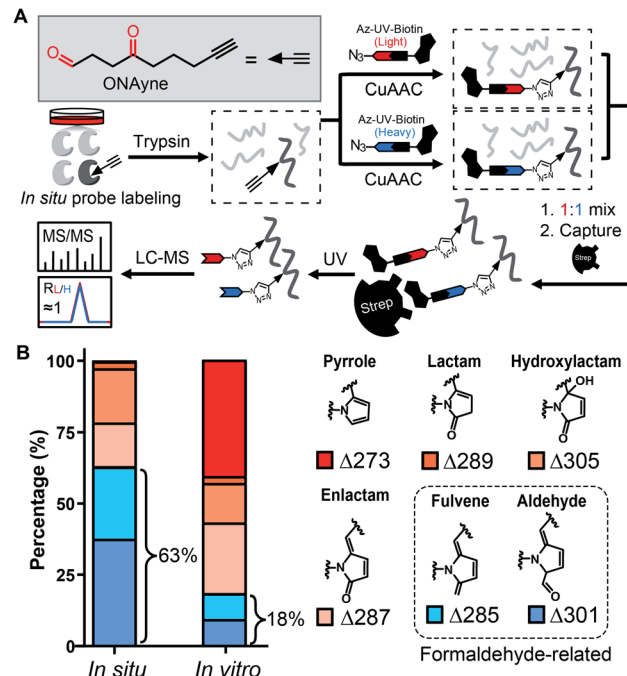 A
ONAyne
=
Az-UV-Biotin
(Light)
N3
CuAAC
Az-UV-Biotin
(Heavy)
N3
CuAAC
O
O
N
N=N
N
N=N
Trypsin
In situ probe labeling
1. 1:1 mix
2. Capture
Strep
MS/MS
LC-MS
UV
RL/H
≈1
N
N=N
N
N=N
N
N=N
N
N=N
Strep
B
Percentage (%)
100
75
50
25
0
63%
18%
In situ
In vitro
Pyrrole
Lactam
Hydroxylactam
N
N
O
N
OH
O
Δ273
Δ289
Δ305
Enlactam
Fulvene
Aldehyde
N
O
N
N
O
Δ287
Δ285
Δ301
Formaldehyde-related